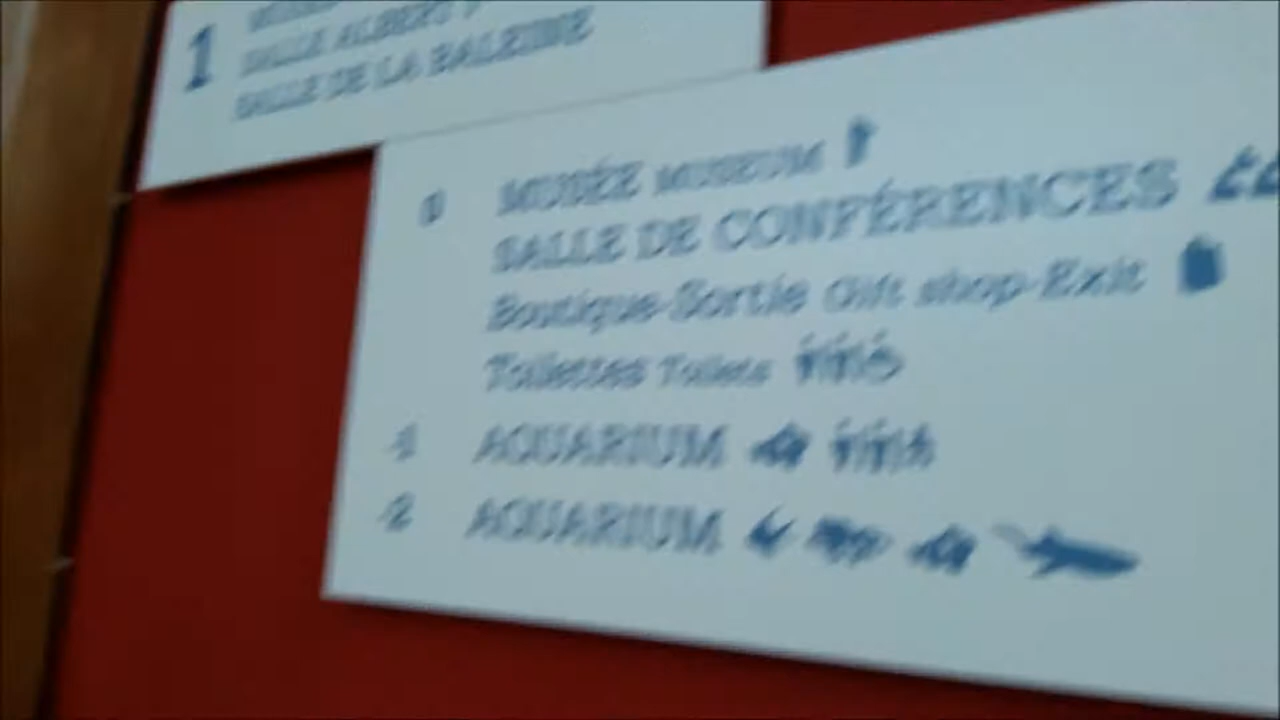 1
SALLE ALBERT
SALLE DE LA BALEINE
0 MUSÉE MUSEUM
SALLE DE CONFÉRENCES
Boutique-Sortie Gift shop-Exit
Toilettes Toilets
-1 AQUARIUM
-2 AQUARIUM